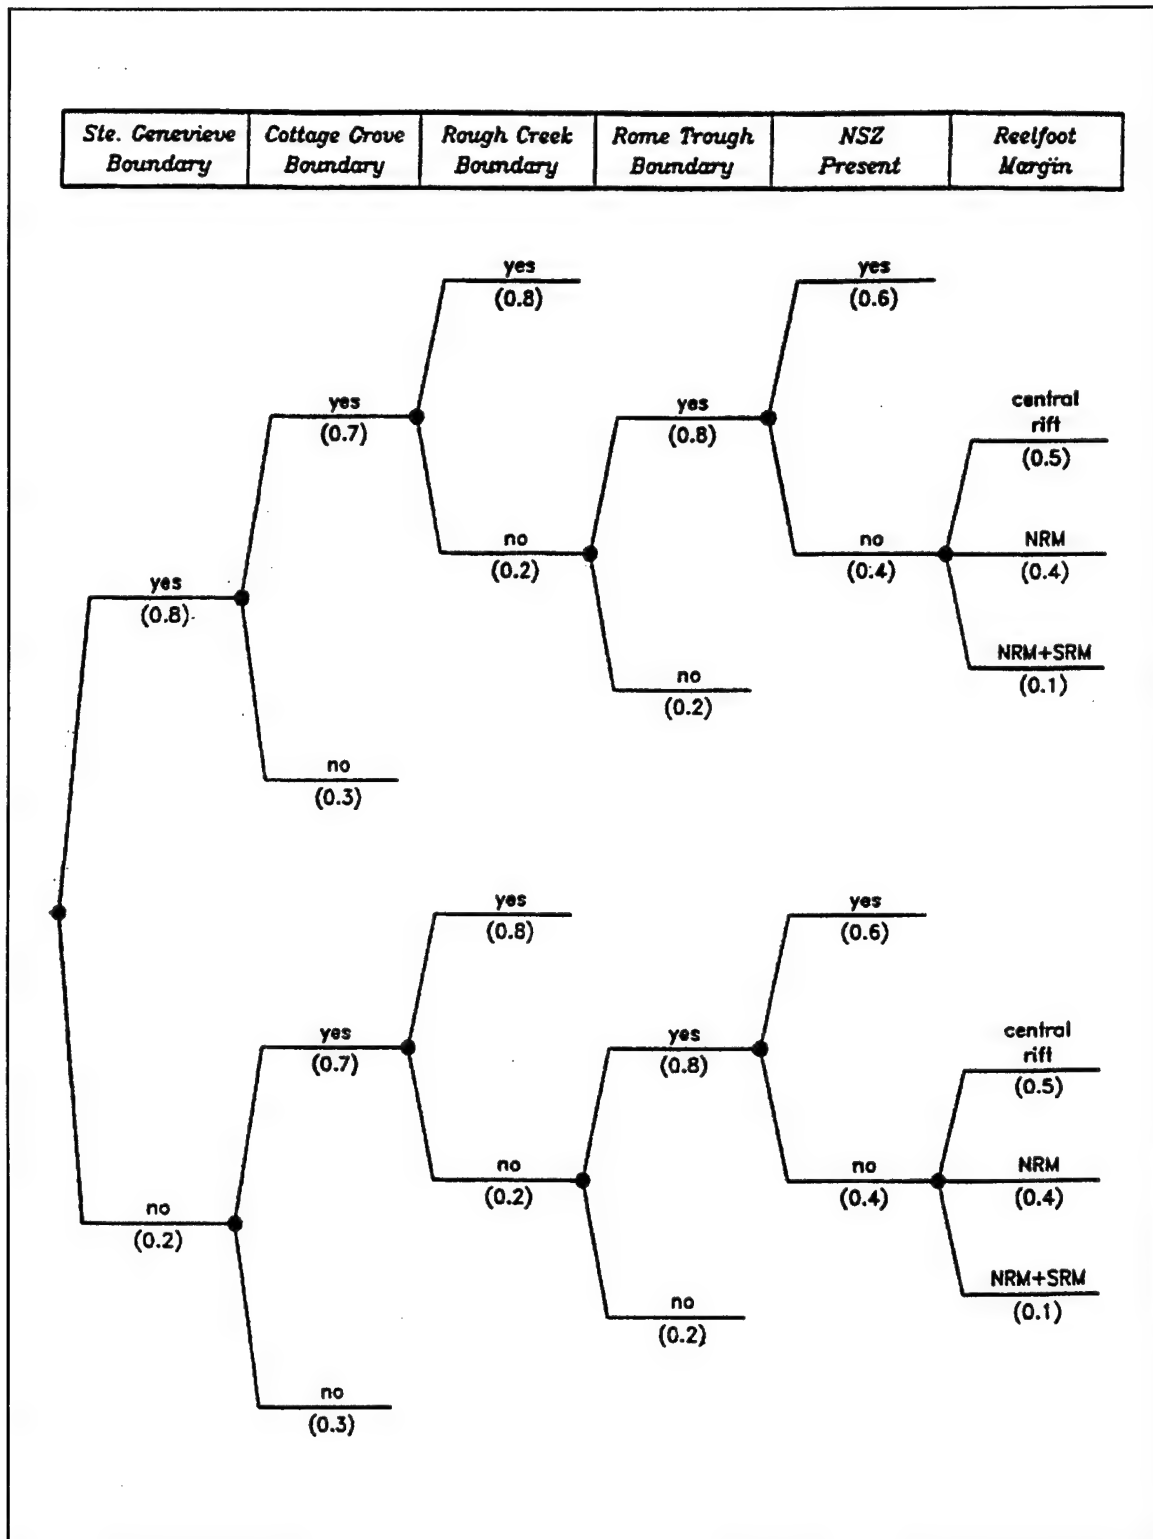 Ste. Genevieve Boundary
Cottage Grove Boundary
Rough Creek Boundary
Rome Trough Boundary
NSZ Present
Reelfoot Margin
yes
(0.8)
yes
(0.6)
yes
(0.7)
yes
(0.8)
central
rift
(0.5)
no
(0.2)
no
(0.4)
NRM
(0.4)
yes
(0.8)
NRM+SRM
(0.1)
no
(0.2)
no
(0.3)
yes
(0.8)
yes
(0.6)
yes
(0.7)
yes
(0.8)
central
rift
(0.5)
no
(0.2)
no
(0.4)
NRM
(0.4)
no
(0.2)
NRM+SRM
(0.1)
no
(0.2)
no
(0.3)